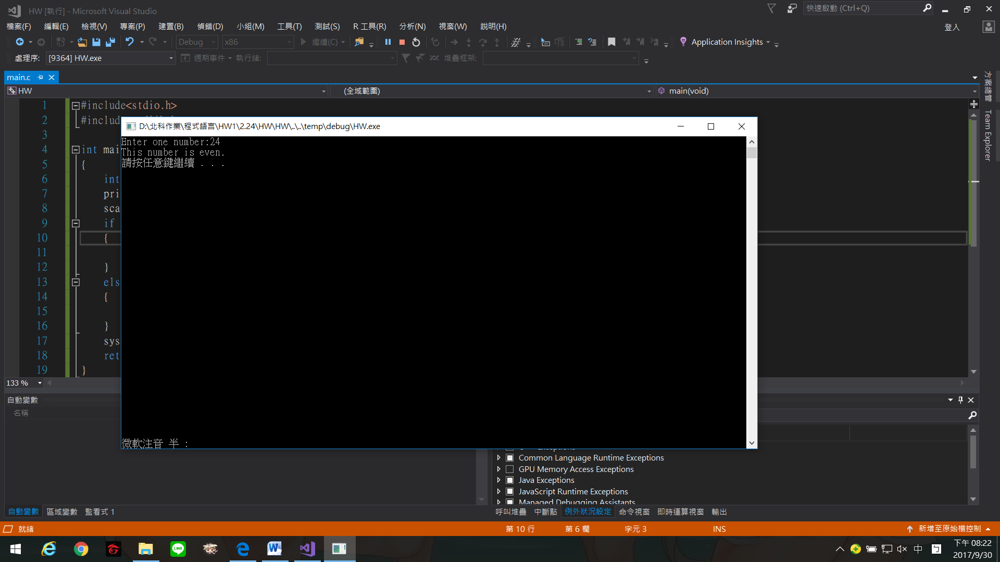 HW [執行] - Microsoft Visual Studio
快速啟動 (Ctrl+Q)
檔案(F) 編輯(E) 檢視(V) 專案(P) 建置(B) 偵錯(D) 小組(M) 工具(T) 測試(S) R 工具(R) 分析(N) 視窗(W) 說明(H)
登入
Debug x86 繼續(C) Application Insights
處理序: [9364] HW.exe 週期事件 執行緒: 堆疊框架:
main.c
HW (全域範圍) main(void)
方案總管
Team Explorer
1 #include<stdio.h>
2 #includ
3
4 int mai
5 {
6 int
7 pri
8 sca
9 if
10 {
11
12 }
13 els
14 {
15
16 }
17 sys
18 ret
19 }
D:\北科作業\程式語言\HW1\2.24\HW\HW\..\..\temp\debug\HW.exe
Enter one number:24
This number is even.
請按任意鍵繼續 . . .
微軟注音 半 :
133 %
自動變數
名稱
Common Language Runtime Exceptions
GPU Memory Access Exceptions
Java Exceptions
JavaScript Runtime Exceptions
Managed Debugging Assistants
自動變數 區域變數 監看式 1
呼叫堆疊 中斷點 例外狀況設定 命令視窗 即時運算視窗 輸出
就緒 第 10 行 第 6 欄 字元 3 INS 新增至原始檔控制
LINE
中 ㄅ
下午 08:22
2017/9/30